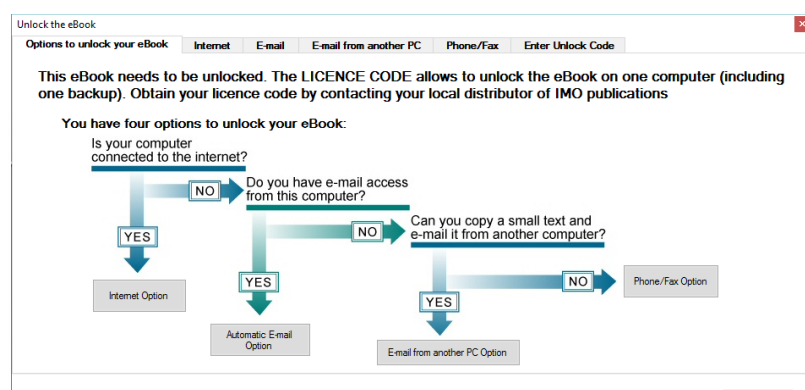 Unlock the eBook
Options to unlock your eBook Internet E-mail E-mail from another PC Phone/Fax Enter Unlock Code
This eBook needs to be unlocked. The LICENCE CODE allows to unlock the eBook on one computer (including
one backup). Obtain your licence code by contacting your local distributor of IMO publications
You have four options to unlock your eBook:
Is your computer
connected to the internet?
NO
Do you have e-mail access
from this computer?
YES
NO
Can you copy a small text and
e-mail it from another computer?
Internet Option
YES
NO
Phone/Fax Option
YES
Automatic E-mail
Option
E-mail from another PC Option